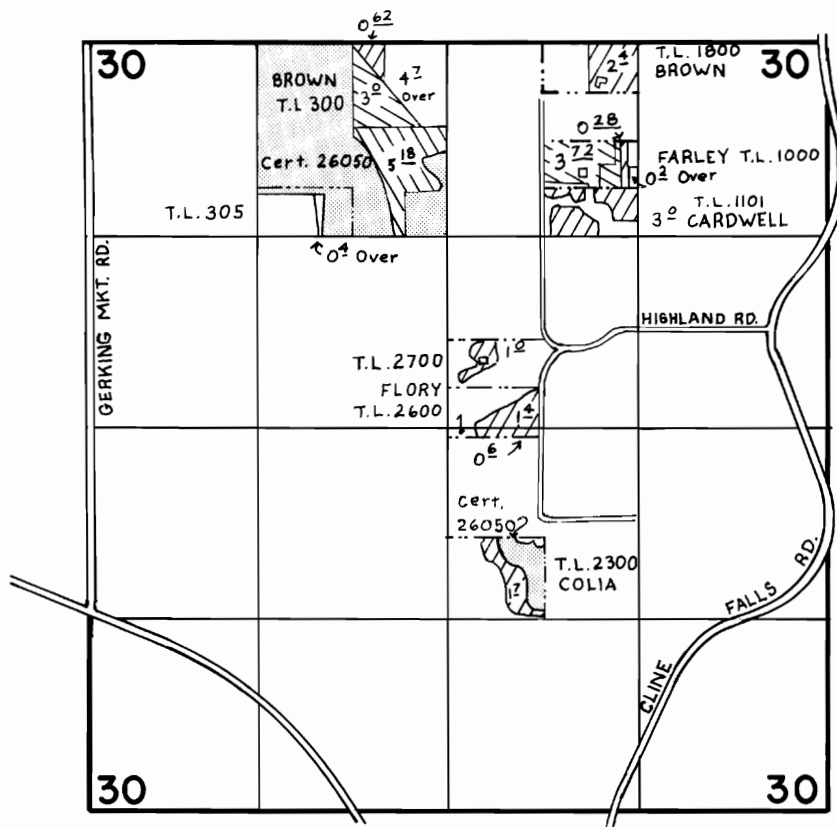 0 62
30
30
BROWN
T.L 300
3 0
4 7
Over
2 4
T.L. 1800
BROWN
Cert. 26050
5 18
0 28
3 72
FARLEY T.L. 1000
0 2 Over
T.L. 305
T.L. 1101
3 0 CARDWELL
0 4 Over
GERKING MKT. RD.
HIGHLAND RD.
T.L. 2700
1 0
FLORY
T.L. 2600
1 4
0 6
Cert.
26050
T.L. 2300
COLIA
1 7
CLINE FALLS RD.
30
30